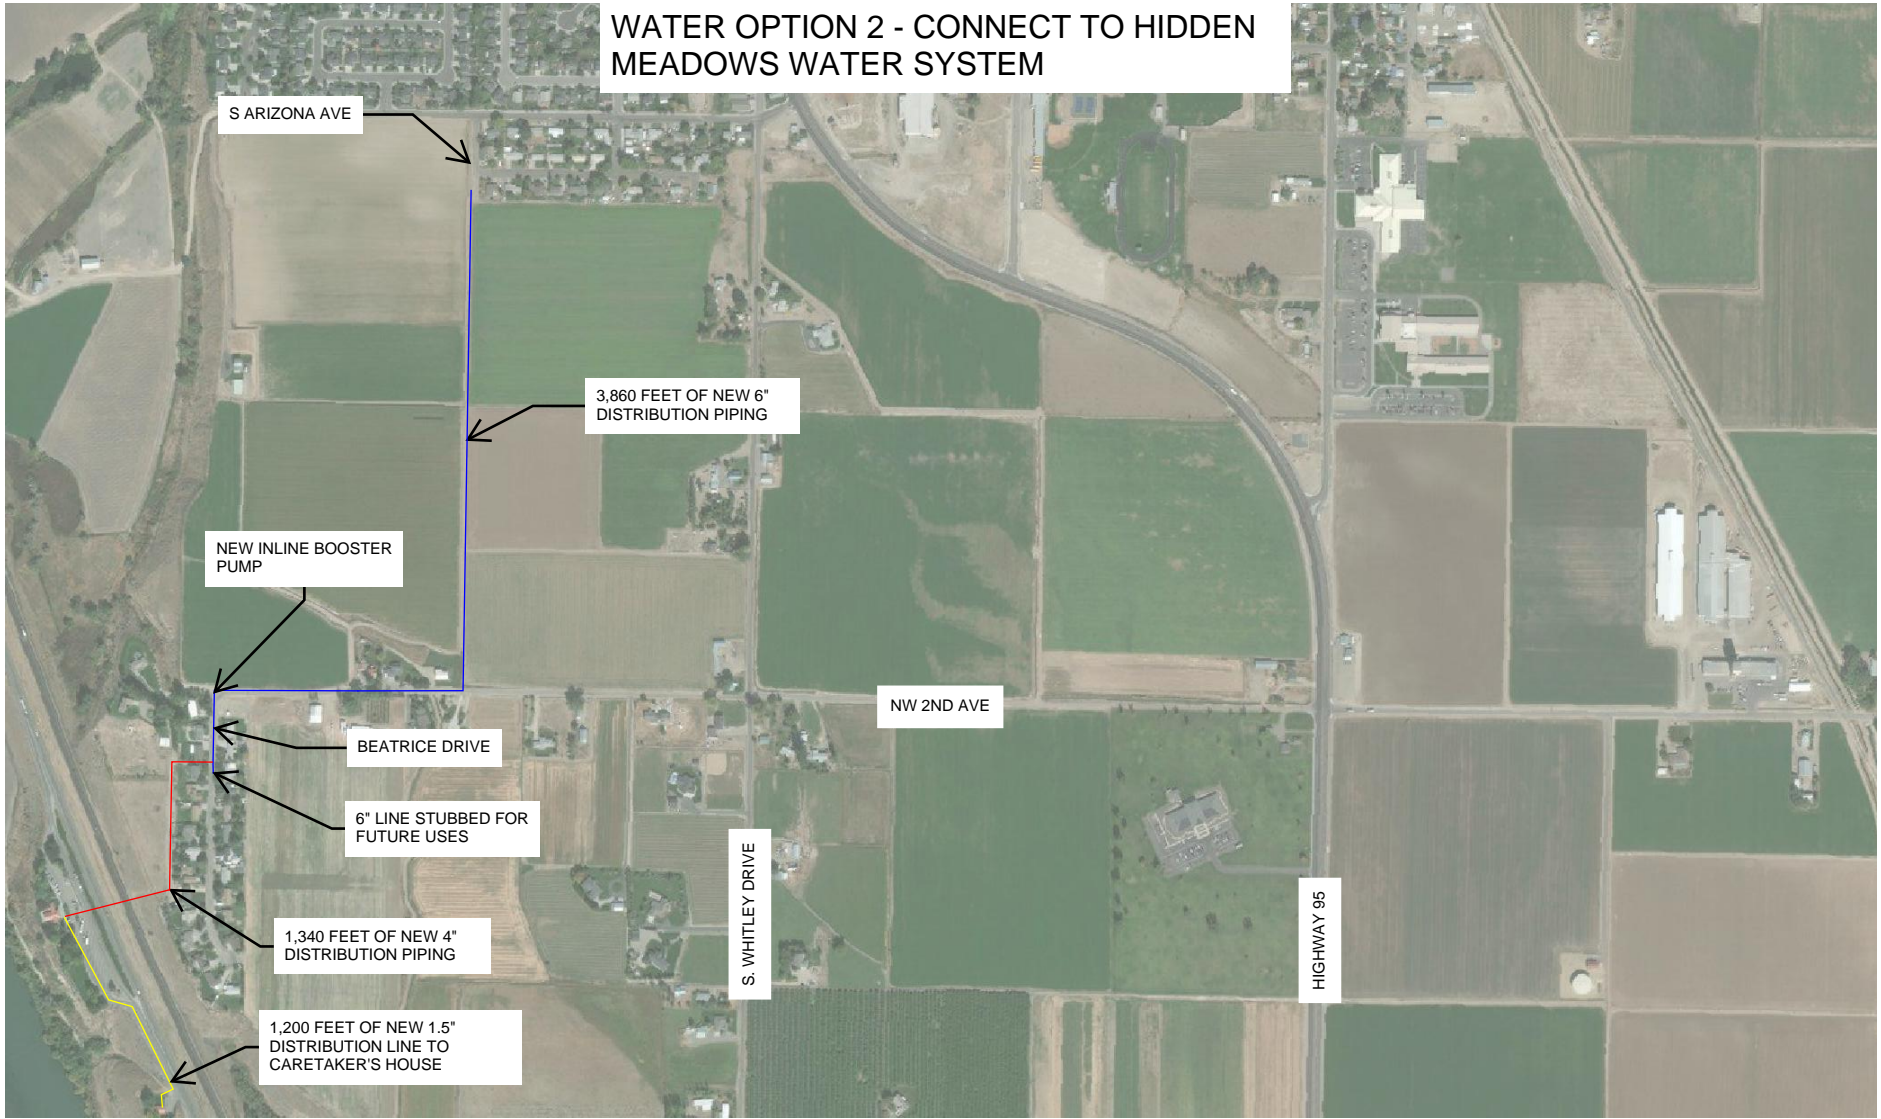 WATER OPTION 2 - CONNECT TO HIDDEN
MEADOWS WATER SYSTEM
S ARIZONA AVE
3,860 FEET OF NEW 6"
DISTRIBUTION PIPING
NEW INLINE BOOSTER
PUMP
NW 2ND AVE
BEATRICE DRIVE
6" LINE STUBBED FOR
FUTURE USES
S. WHITLEY DRIVE
HIGHWAY 95
1,340 FEET OF NEW 4"
DISTRIBUTION PIPING
1,200 FEET OF NEW 1.5"
DISTRIBUTION LINE TO
CARETAKER'S HOUSE